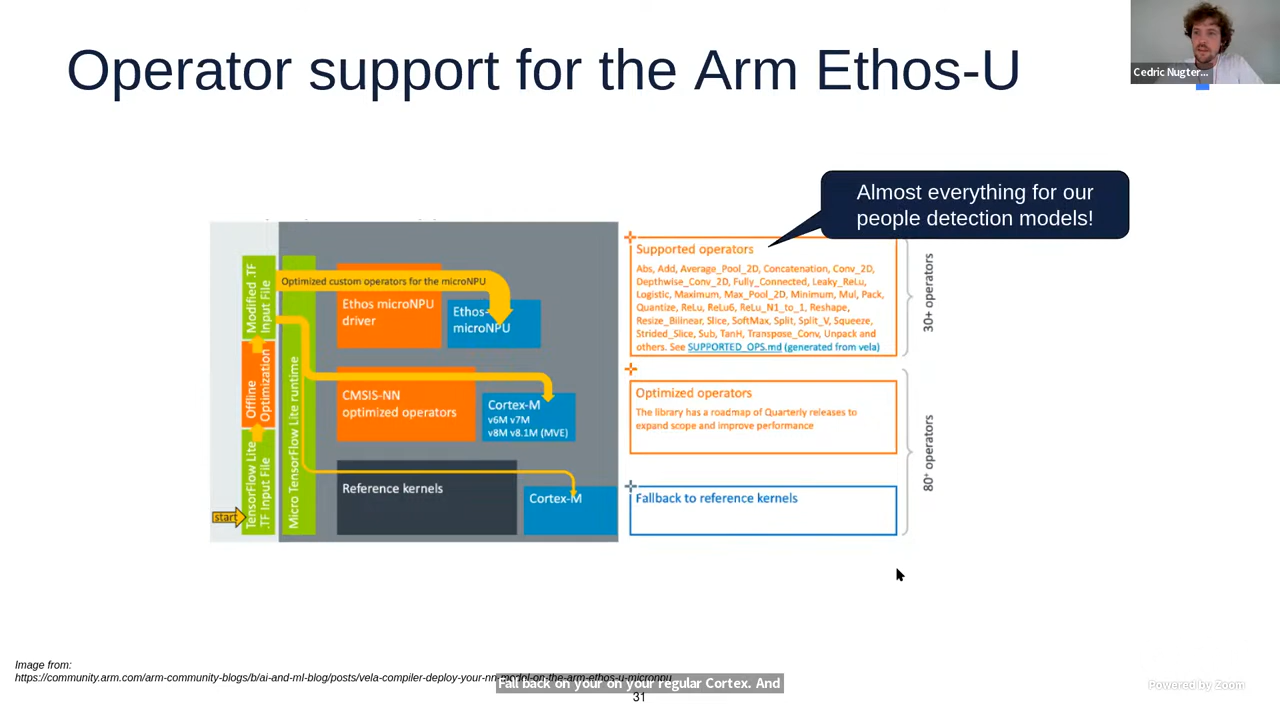 Operator support for the Arm Ethos-U
Cedric Nugter...
Almost everything for our
people detection models!
start
TensorFlow Lite
.TF Input File
Offline
Optimization
Modified .TF
Input File
Micro TensorFlow Lite runtime
Optimized custom operators for the microNPU
Ethos microNPU
driver
Ethos-
microNPU
CMSIS-NN
optimized operators
Cortex-M
v6M v7M
v8M v8.1M (MVE)
Reference kernels
Cortex-M
Supported operators
Abs, Add, Average_Pool_2D, Concatenation, Conv_2D,
Depthwise_Conv_2D, Fully_Connected, Leaky_ReLu,
Logistic, Maximum, Max_Pool_2D, Minimum, Mul, Pack,
Quantize, ReLu, ReLu6, ReLu_N1_to_1, Reshape,
Resize_Bilinear, Slice, SoftMax, Split, Split_V, Squeeze,
Strided_Slice, Sub, TanH, Transpose_Conv, Unpack and
others. See SUPPORTED_OPS.md (generated from vela)
30+ operators
Optimized operators
The library has a roadmap of Quarterly releases to
expand scope and improve performance
Fallback to reference kernels
80+ operators
Image from:
https://community.arm.com/arm-community-blogs/b/ai-and-ml-blog/posts/vela-compiler-deploy-your-nn-model-on-the-arm-ethos-u-micronpu
Fall back on your on your regular Cortex. And
31
Powered by Zoom